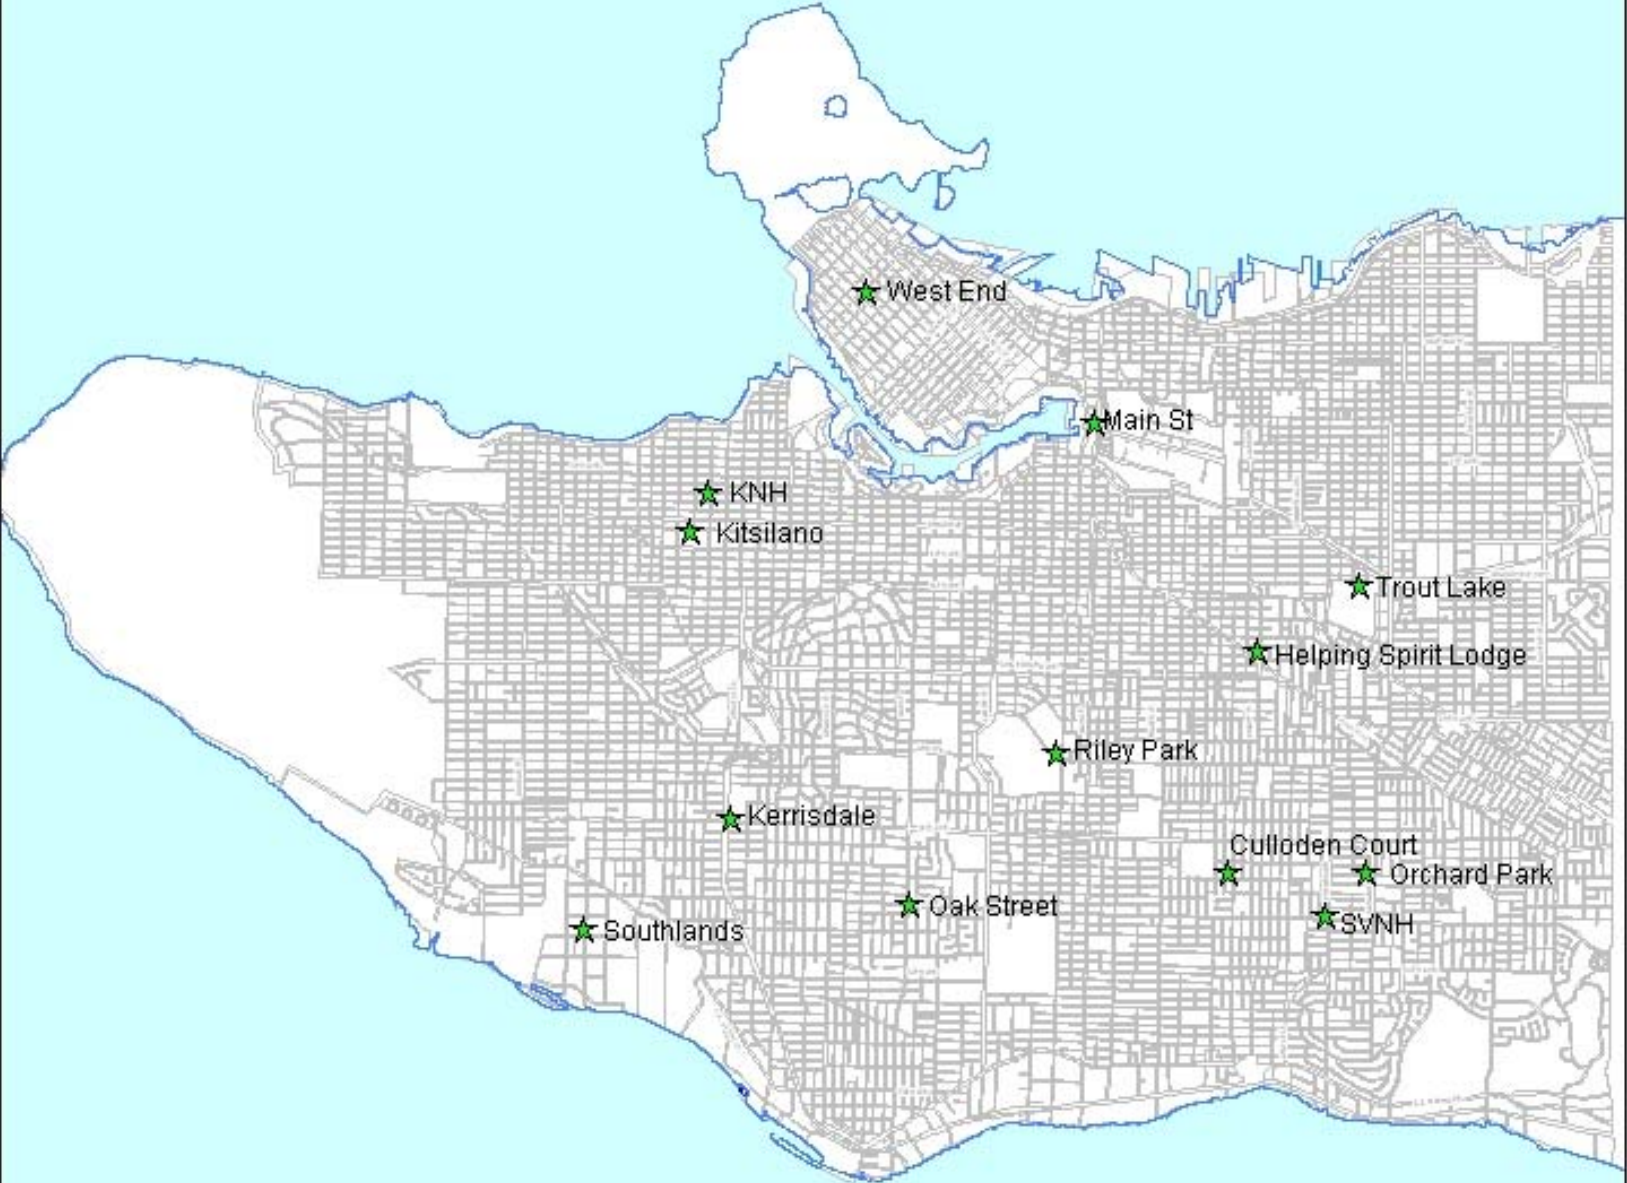 West End
Main St
KNH
Kitsilano
Trout Lake
Helping Spirit Lodge
Riley Park
Kerrisdale
Culloden Court
Orchard Park
Oak Street
SVNH
Southlands